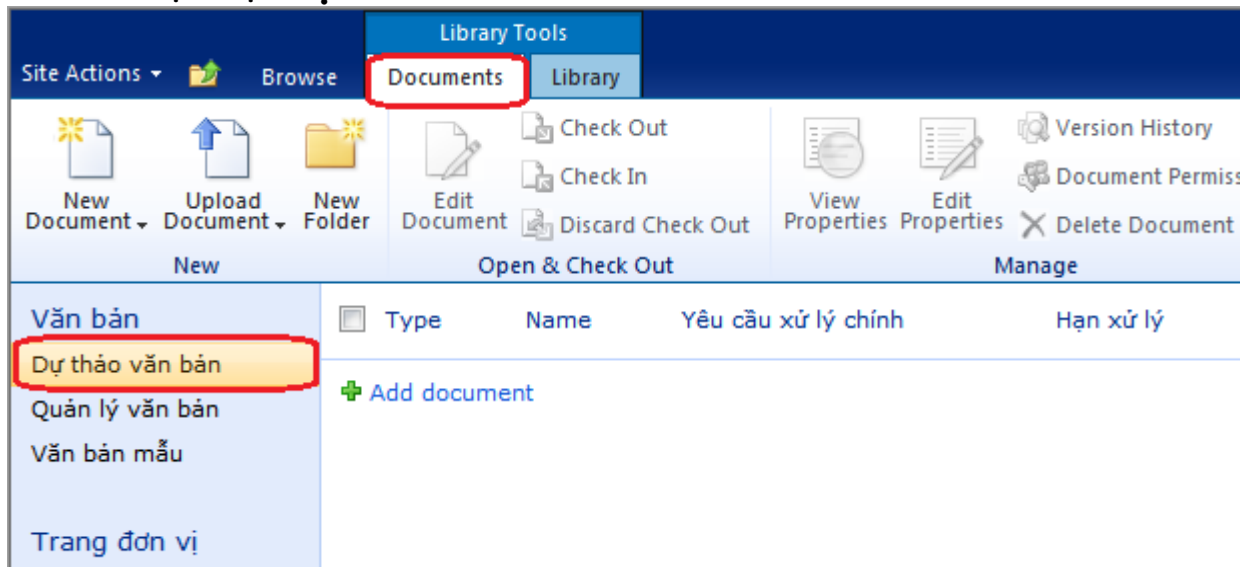 Library Tools
Site Actions Browse Documents Library
New Document
Upload Document
New Folder
Edit Document
Check Out
Check In
Discard Check Out
View Properties
Edit Properties
Version History
Document Permiss
Delete Document
New
Open & Check Out
Manage
Văn bản
Dự thảo văn bản
Quản lý văn bản
Văn bản mẫu
Trang đơn vị
Type Name Yêu cầu xử lý chính Hạn xử lý
Add document